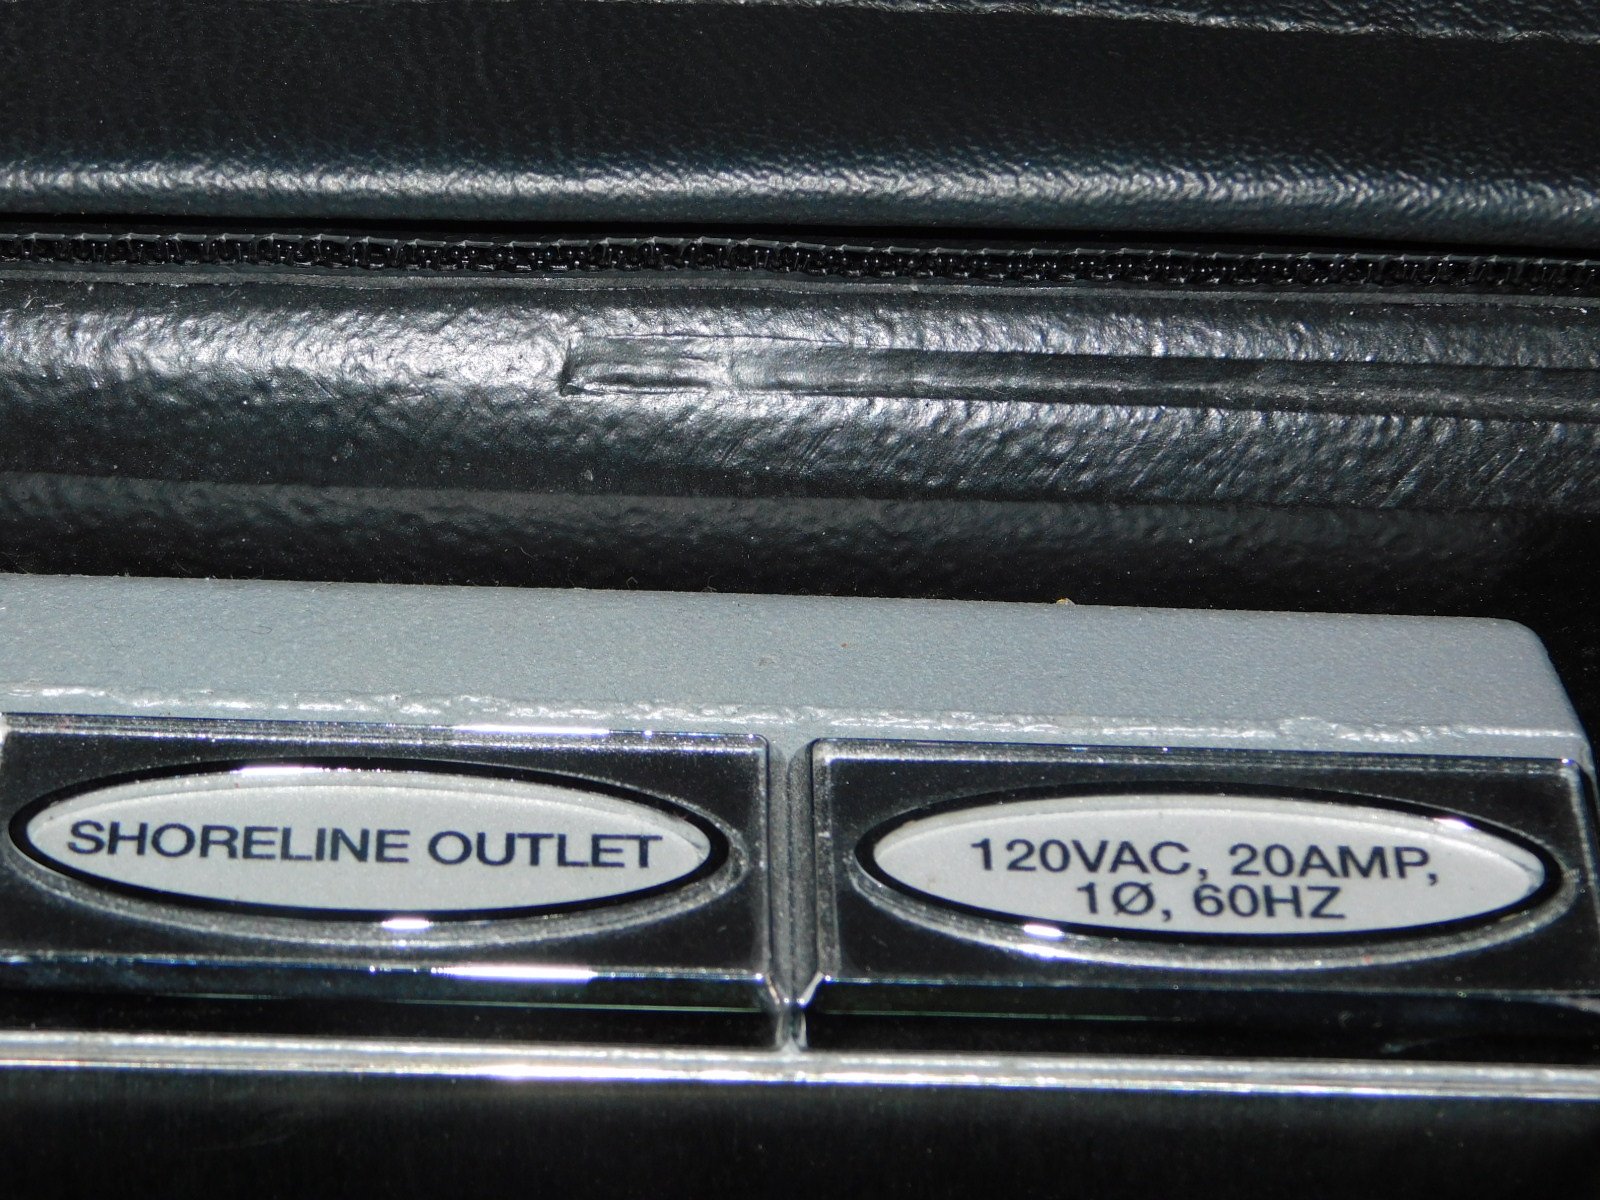 SHORELINE OUTLET
120VAC, 20AMP,
1Ø, 60HZ